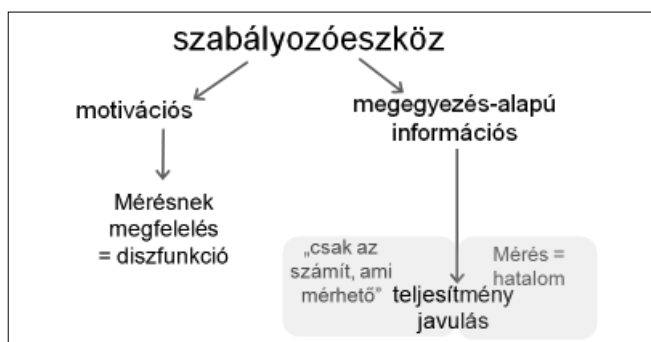 szabályozóeszköz
motivációs
megegyezés-alapú
információs
Mérésnek
megfelelés
= diszfunkció
„csak az
számít, ami
mérhető”
Mérés =
hatalom
teljesítmény
javulás